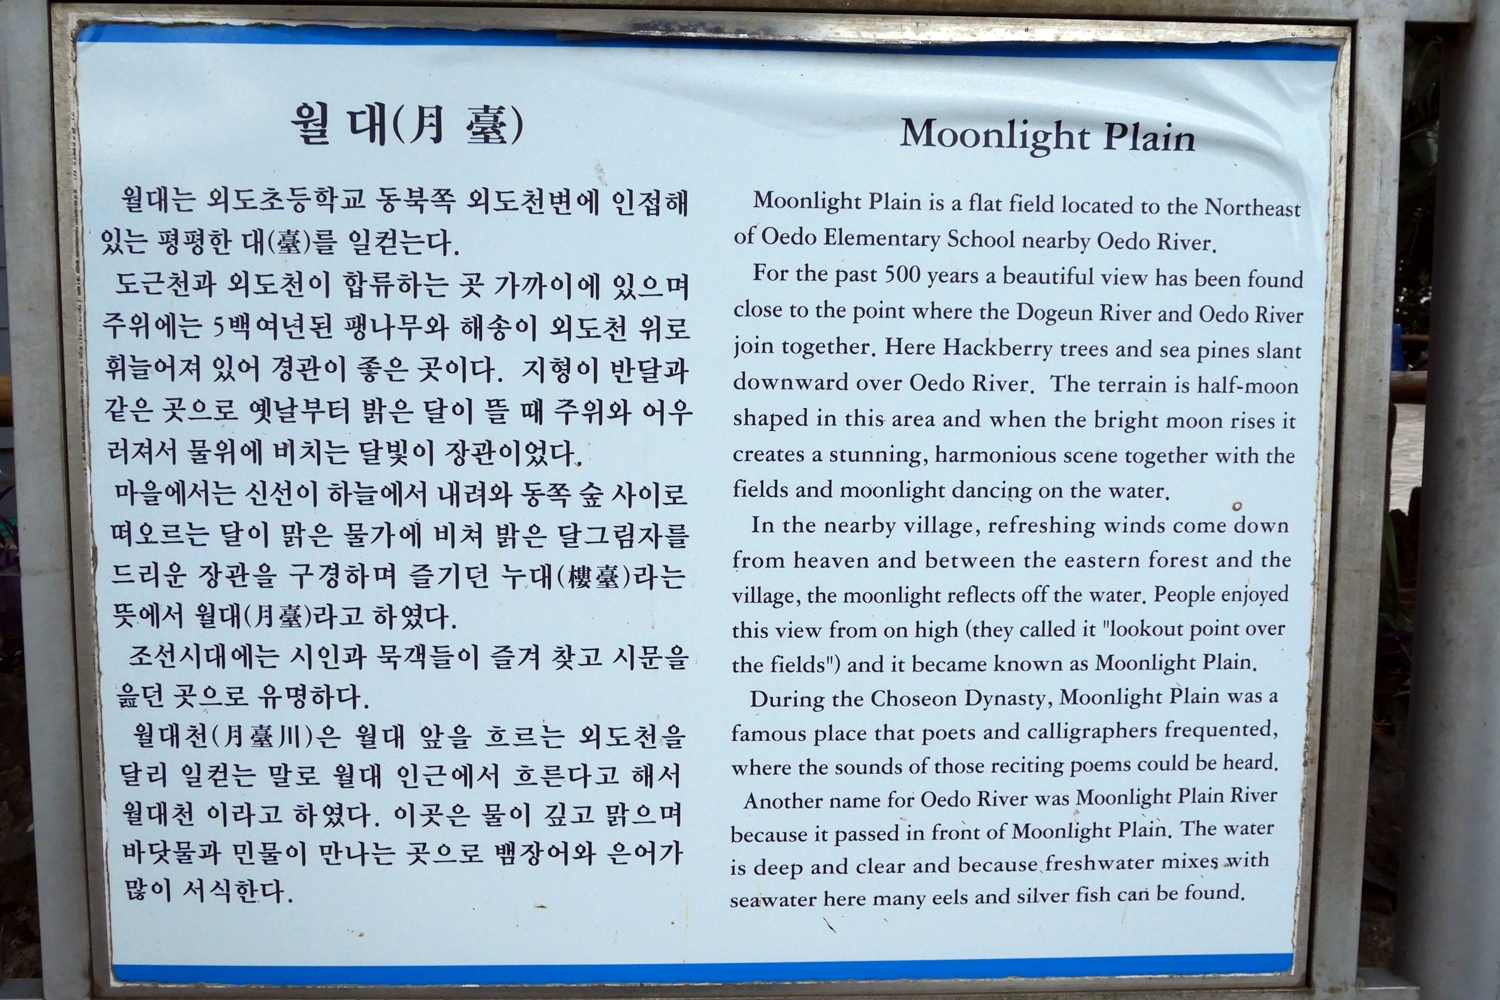 월 대(月 臺)
월대는 외도초등학교 동북쪽 외도천변에 인접해
있는 평평한 대(臺)를 일컫는다.
도근천과 외도천이 합류하는 곳 가까이에 있으며
주위에는 5백여년된 팽나무와 해송이 외도천 위로
휘늘어져 있어 경관이 좋은 곳이다. 지형이 반달과
같은 곳으로 옛날부터 밝은 달이 뜰 때 주위와 어우
러져서 물위에 비치는 달빛이 장관이었다.
마을에서는 신선이 하늘에서 내려와 동쪽 숲 사이로
떠오르는 달이 맑은 물가에 비쳐 밝은 달그림자를
드리운 장관을 구경하며 즐기던 누대(樓臺)라는
뜻에서 월대(月臺)라고 하였다.
조선시대에는 시인과 묵객들이 즐겨 찾고 시문을
읊던 곳으로 유명하다.
월대천(月臺川)은 월대 앞을 흐르는 외도천을
달리 일컫는 말로 월대 인근에서 흐른다고 해서
월대천 이라고 하였다. 이곳은 물이 깊고 맑으며
바닷물과 민물이 만나는 곳으로 뱀장어와 은어가
많이 서식한다.
Moonlight Plain
Moonlight Plain is a flat field located to the Northeast
of Oedo Elementary School nearby Oedo River.
For the past 500 years a beautiful view has been found
close to the point where the Dogeun River and Oedo River
join together. Here Hackberry trees and sea pines slant
downward over Oedo River. The terrain is half-moon
shaped in this area and when the bright moon rises it
creates a stunning, harmonious scene together with the
fields and moonlight dancing on the water.
In the nearby village, refreshing winds come down
from heaven and between the eastern forest and the
village, the moonlight reflects off the water. People enjoyed
this view from on high (they called it "lookout point over
the fields") and it became known as Moonlight Plain.
During the Choseon Dynasty, Moonlight Plain was a
famous place that poets and calligraphers frequented,
where the sounds of those reciting poems could be heard.
Another name for Oedo River was Moonlight Plain River
because it passed in front of Moonlight Plain. The water
is deep and clear and because freshwater mixes with
seawater here many eels and silver fish can be found.